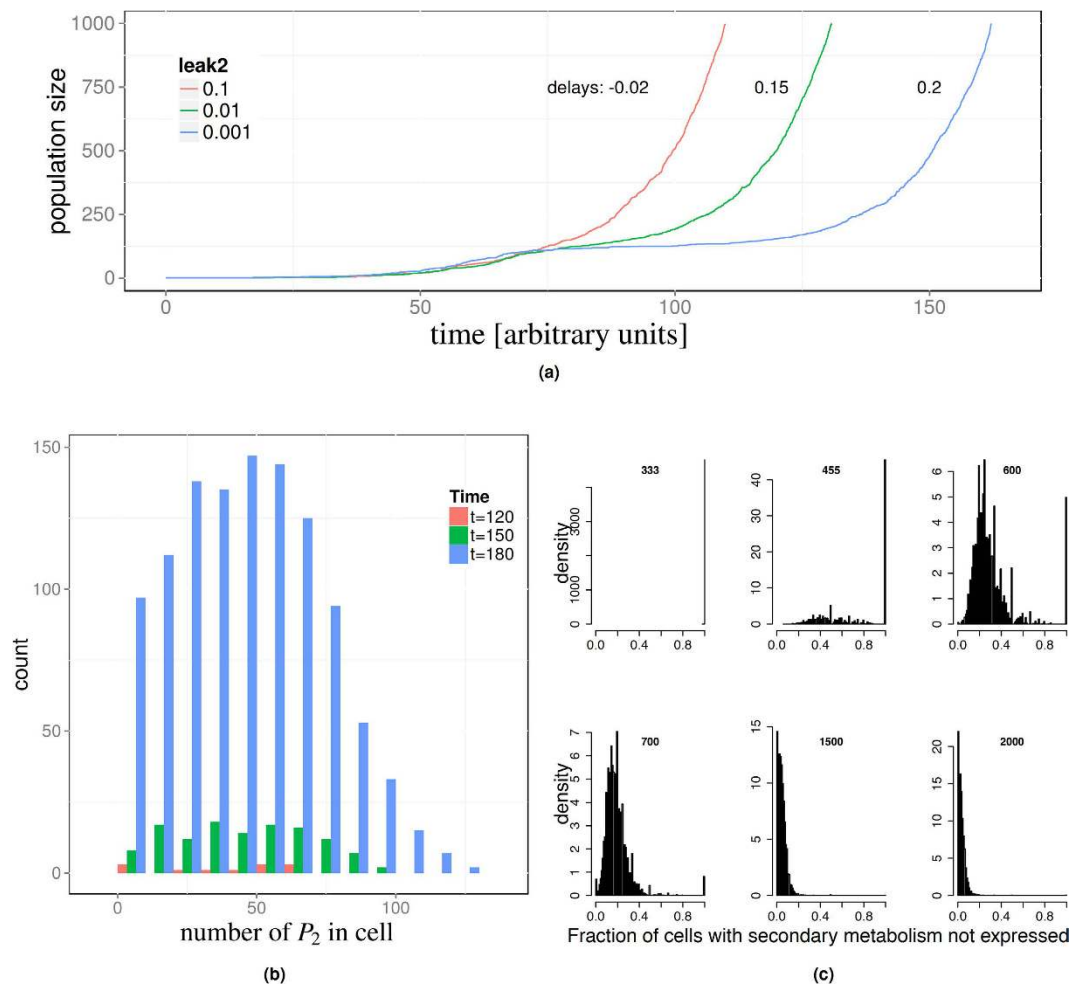 1000
750
500
250
0
population size
leak2
0.1
0.01
0.001
delays: -0.02
0.15
0.2
0 50 100 150
time [arbitrary units]
(a)
150
100
50
0
count
Time
t=120
t=150
t=180
0 50 100
number of P2 in cell
(b)
333
density
3000
1000
0
0.0 0.4 0.8
455
40
30
20
10
0
0.0 0.4 0.8
600
6
5
4
3
2
1
0
0.0 0.4 0.8
700
density
7
6
5
4
3
2
1
0
0.0 0.4 0.8
1500
15
10
5
0
0.0 0.4 0.8
2000
20
15
10
5
0
0.0 0.4 0.8
Fraction of cells with secondary metabolism not expressed
(c)